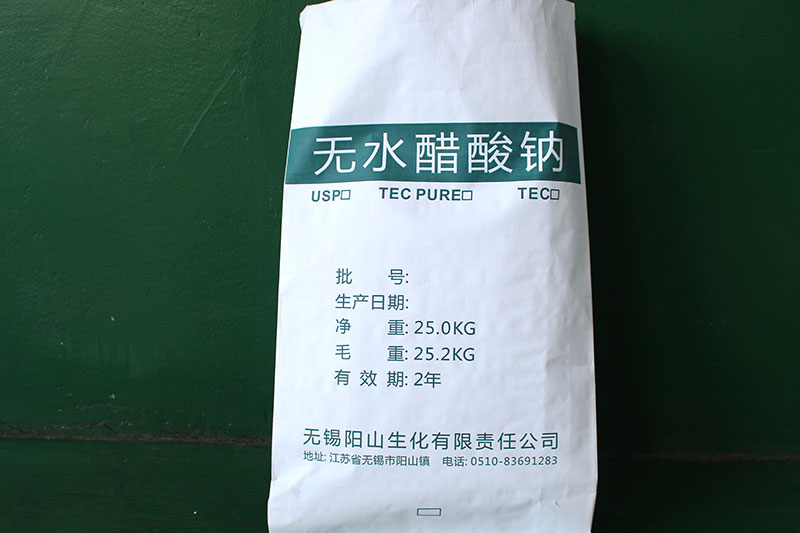 无水醋酸钠
USP□ TEC PURE□ TEC□
批 号:
生产日期:
净 重: 25.0KG
毛 重: 25.2KG
有 效 期: 2年
无锡阳山生化有限责任公司
地址: 江苏省无锡市阳山镇 电话: 0510-83691283